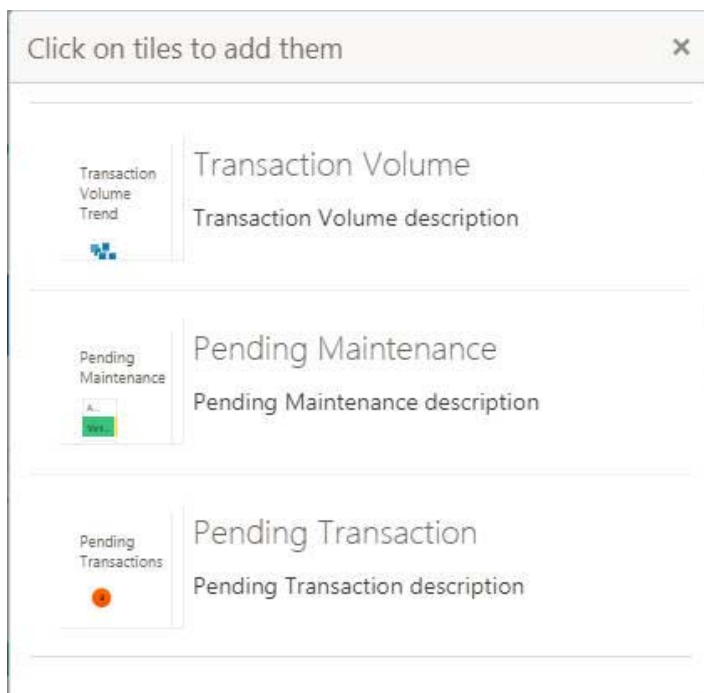 Click on tiles to add them
Transaction
Volume
Trend
Transaction Volume
Transaction Volume description
Pending
Maintenance
A...
Pending Maintenance
Pending Maintenance description
Pending
Transactions
Pending Transaction
Pending Transaction description